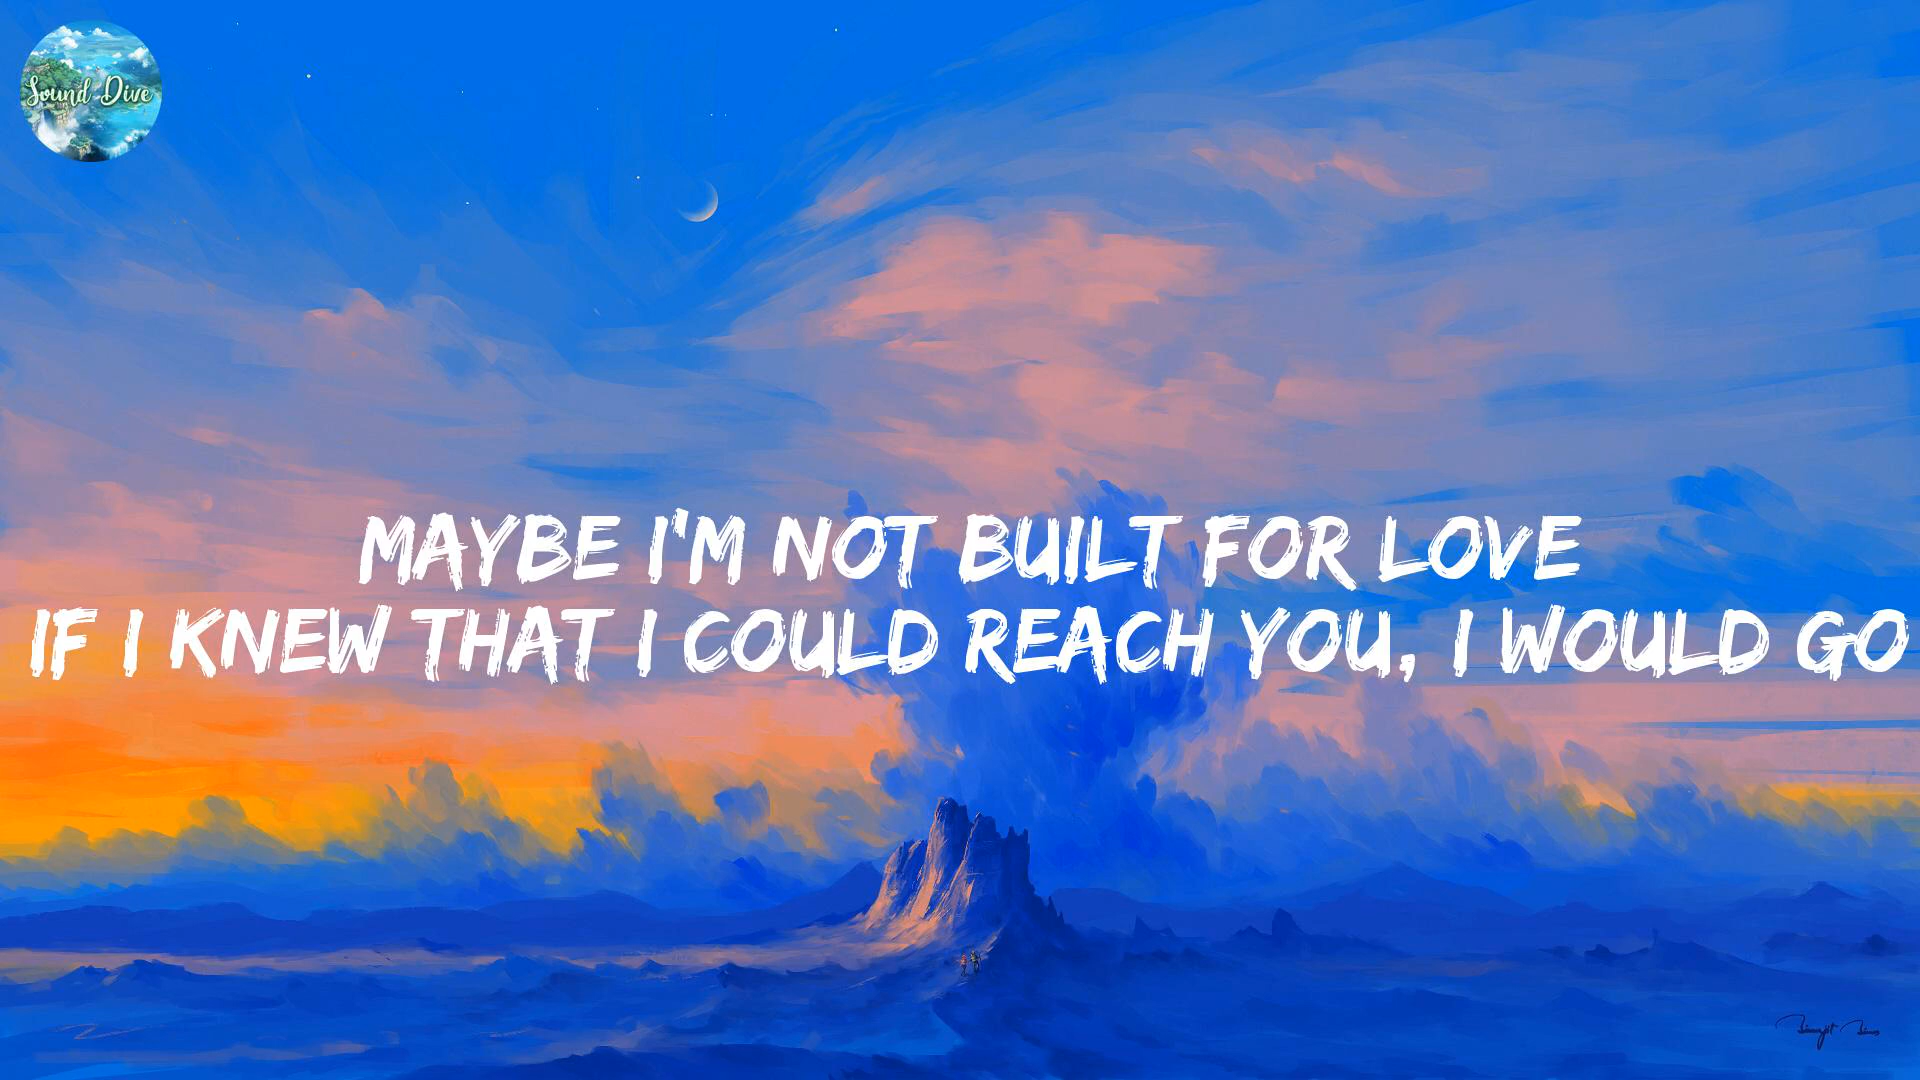 Sound Dive
MAYBE I'M NOT BUILT FOR LOVE
IF I KNEW THAT I COULD REACH YOU, I WOULD GO